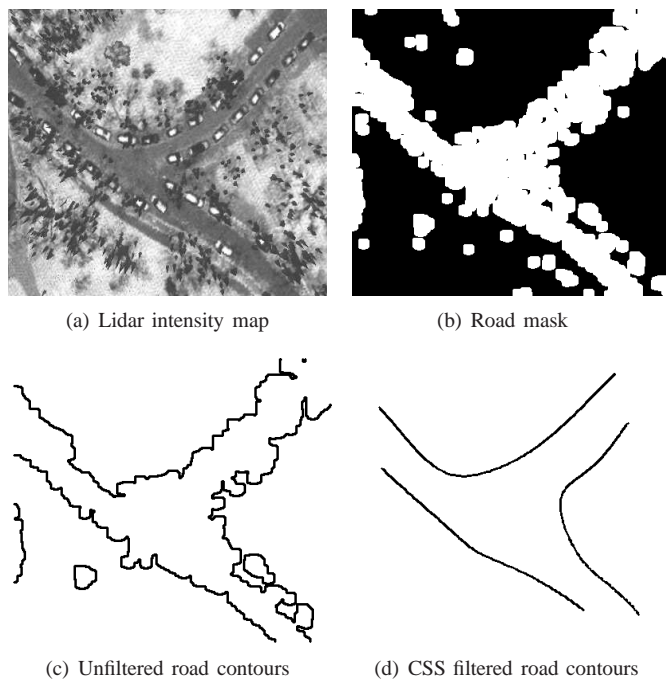 (a) Lidar intensity map
(b) Road mask
(c) Unfiltered road contours
(d) CSS filtered road contours